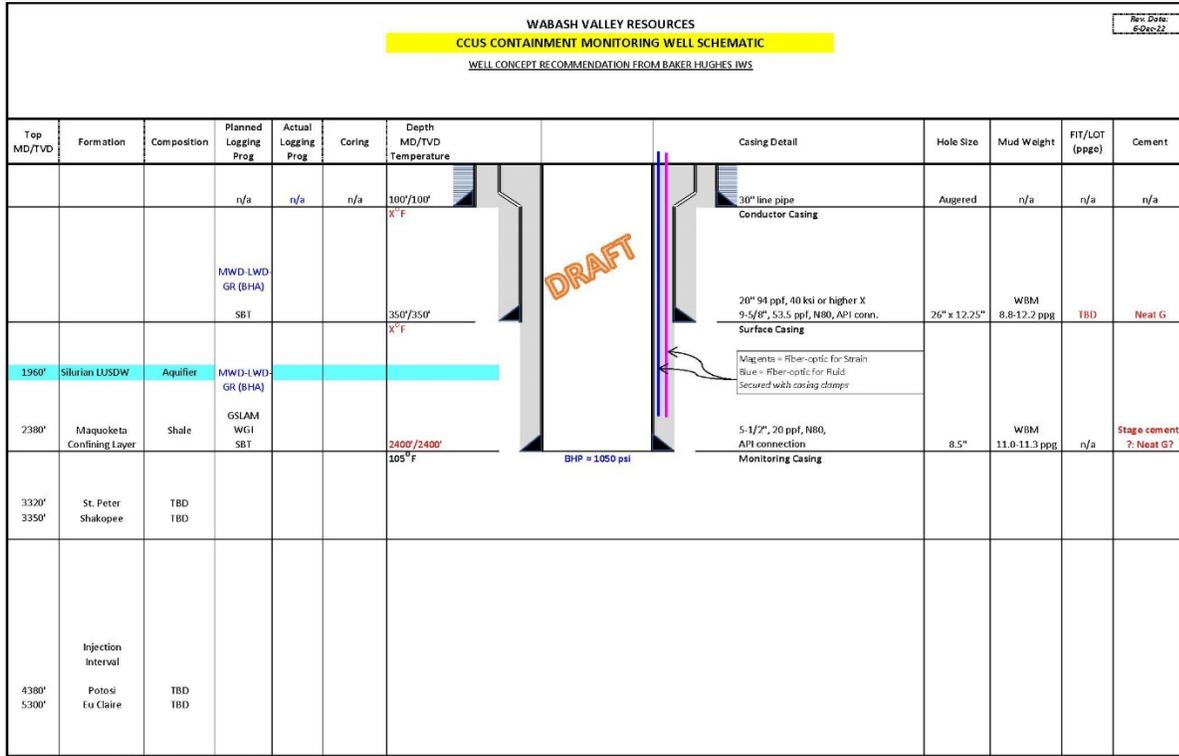 WABASH VALLEY RESOURCES
Rev. Date:
6-Dec-22
CCUS CONTAINMENT MONITORING WELL SCHEMATIC
WELL CONCEPT RECOMMENDATION FROM BAKER HUGHES IWS
Top
MD/TVD
Formation
Composition
Planned
Logging
Prog
Actual
Logging
Prog
Coring
Depth
MD/TVD
Temperature
Casing Detail
Hole Size
Mud Weight
FIT/LOT
(ppge)
Cement
n/a
n/a
n/a
100'/100'
X°F
30" line pipe
Conductor Casing
Augered
n/a
n/a
n/a
DRAFT
MWD-LWD-
GR (BHA)
SBT
350'/350'
X°F
20" 94 ppf, 40 ksi or higher X
9-5/8", 53.5 ppf, N80, API conn.
Surface Casing
26" x 12.25"
WBM
8.8-12.2 ppg
TBD
Neat G
Magenta = Fiber-optic for Strain
Blue = Fiber-optic for Fluid
Secured with casing clamps
1960'
Silurian LUSDW
Aquifier
MWD-LWD-
GR (BHA)
GSLAM
WGI
SBT
2380'
Maquoketa
Confining Layer
Shale
2400'/2400'
105°F
BHP = 1050 psi
5-1/2", 20 ppf, N80,
API connection
Monitoring Casing
8.5"
WBM
11.0-11.3 ppg
n/a
Stage cement
?: Neat G?
3320'
St. Peter
TBD
3350'
Shakopee
TBD
Injection
Interval
4380'
Potosi
TBD
5300'
Eu Claire
TBD